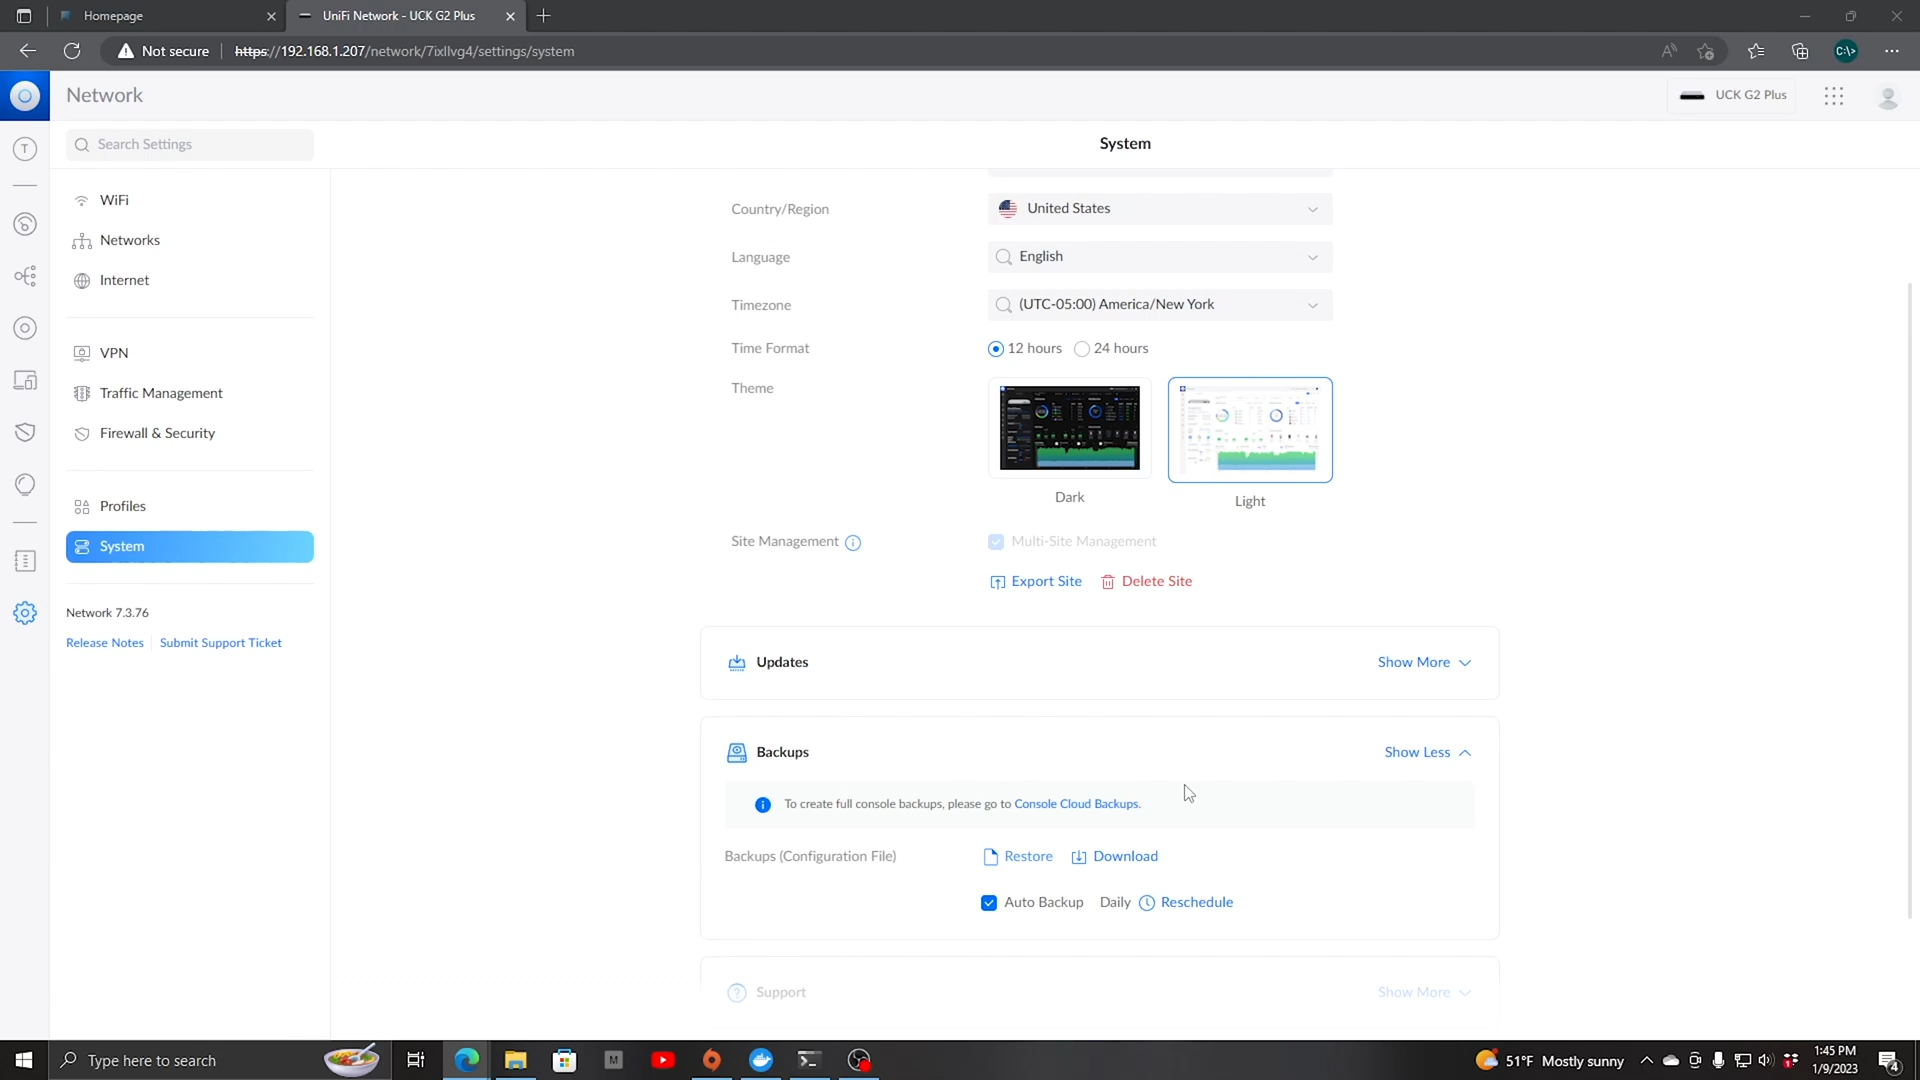 Homepage
UniFi Network - UCK G2 Plus
Not secure
https://192.168.1.207/network/7ixllvg4/settings/system
C:\>
Network
UCK G2 Plus
Search Settings
System
T
WiFi
Networks
Internet
VPN
Traffic Management
Firewall & Security
Profiles
System
Network 7.3.76
Release Notes
Submit Support Ticket
Country/Region
United States
Language
English
Timezone
(UTC-05:00) America/New York
Time Format
12 hours
24 hours
Theme
Dark
Light
Site Management
Multi-Site Management
Export Site
Delete Site
Updates
Show More
Backups
Show Less
To create full console backups, please go to Console Cloud Backups.
Backups (Configuration File)
Restore
Download
Auto Backup
Daily
Reschedule
Support
Show More
Type here to search
M
51°F Mostly sunny
1:45 PM
1/9/2023
4